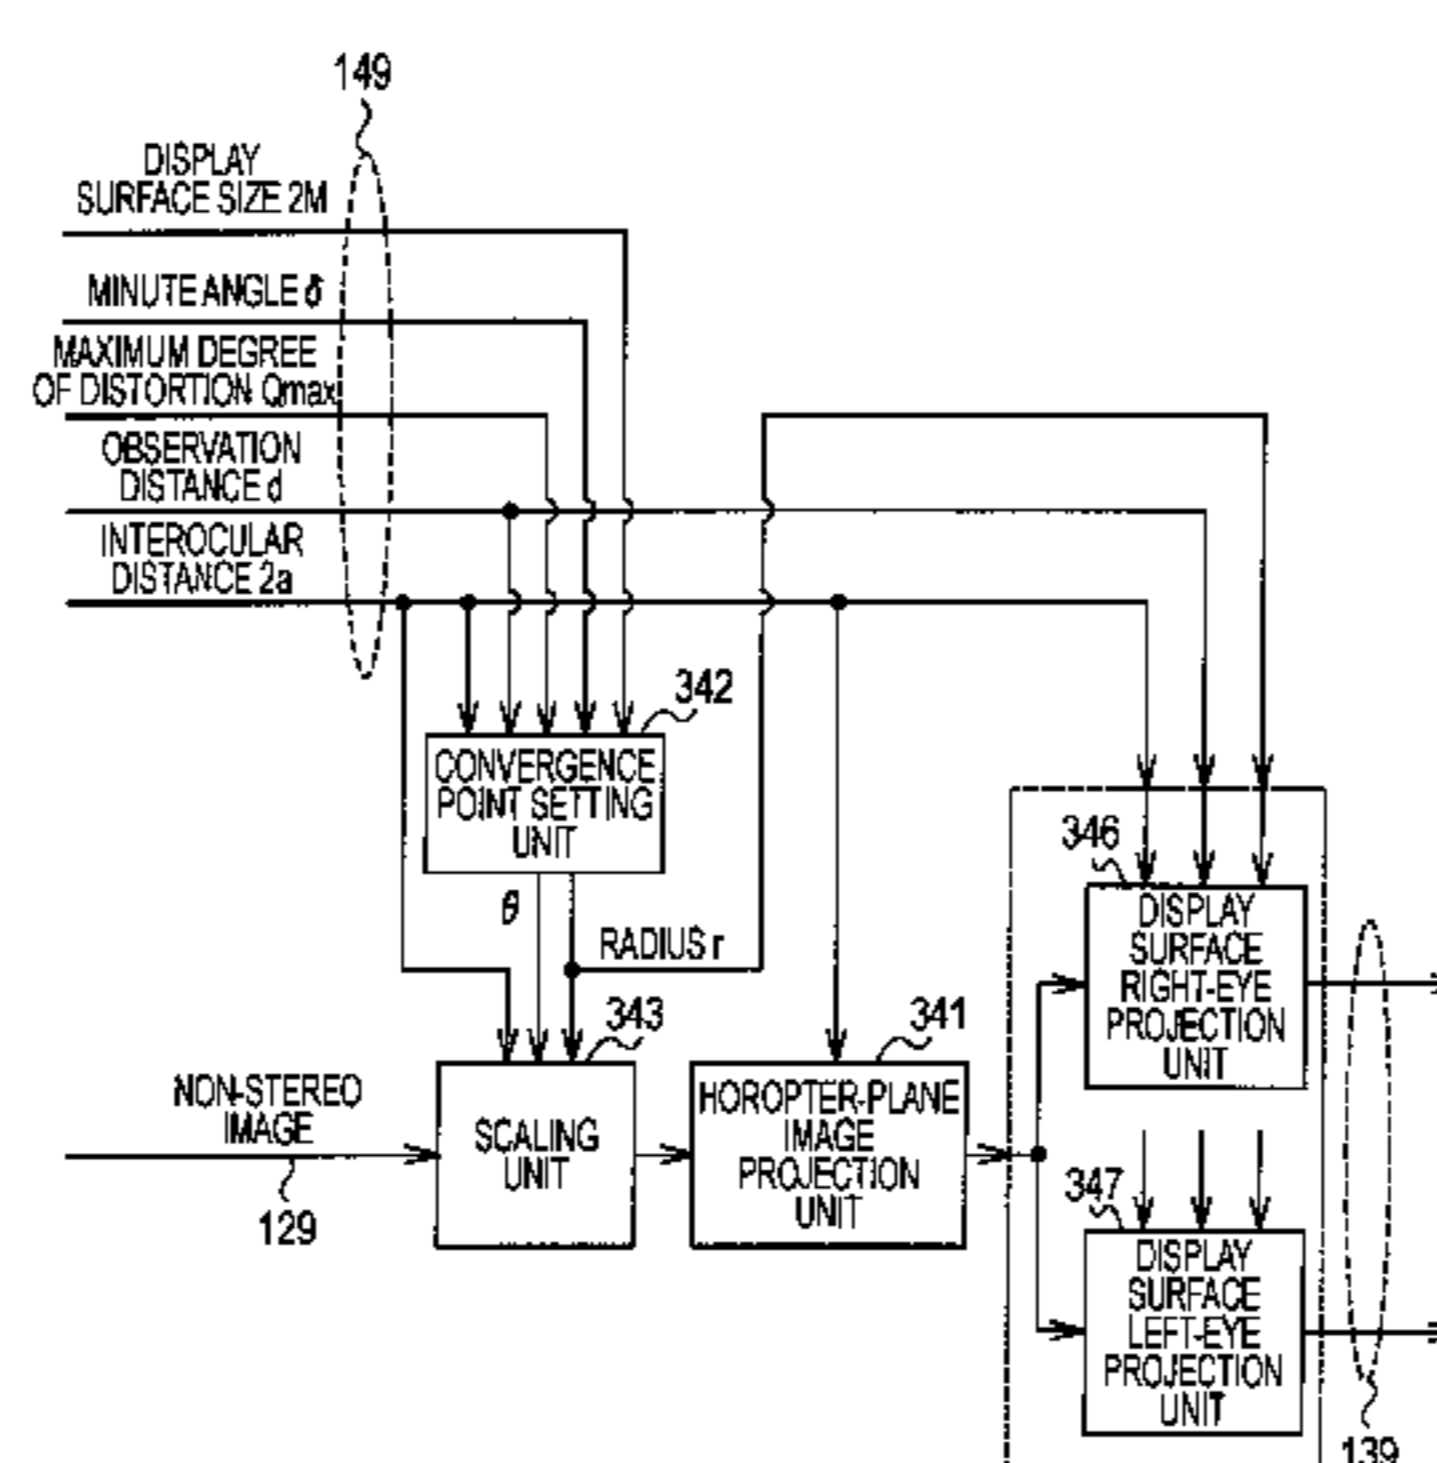 149
DISPLAY
SURFACE SIZE 2M
MINUTE ANGLE δ
MAXIMUM DEGREE
OF DISTORTION Qmax
OBSERVATION
DISTANCE d
INTEROCULAR
DISTANCE 2a
342
CONVERGENCE
POINT SETTING
UNIT
θ
RADIUS r
346
DISPLAY
SURFACE
RIGHT-EYE
PROJECTION
UNIT
343
341
NON-STEREO
IMAGE
129
SCALING
UNIT
HOROPTER-PLANE
IMAGE
PROJECTION
UNIT
347
DISPLAY
SURFACE
LEFT-EYE
PROJECTION
UNIT
139